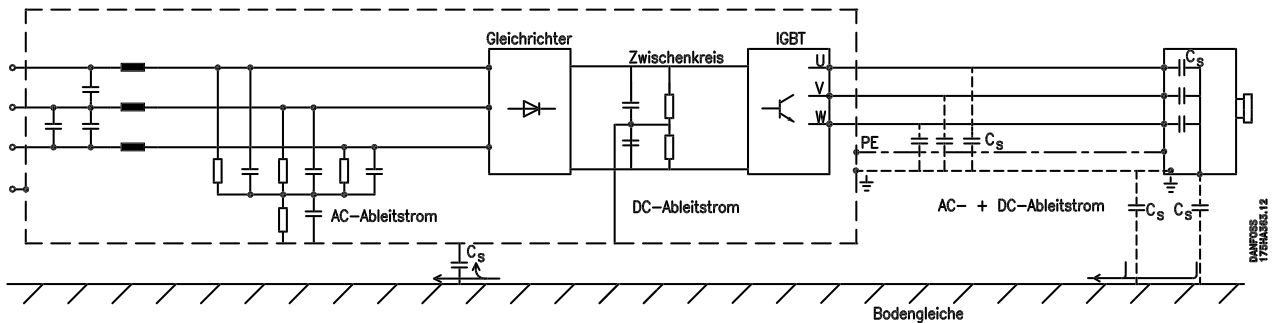 Gleichrichter
Zwischenkreis
IGBT
U
V
W
PE
Cs
Cs
AC-Ableitstrom
DC-Ableitstrom
AC- + DC-Ableitstrom
Cs
Cs
Cs
Bodengleiche
DANFOSS
175HA363.12